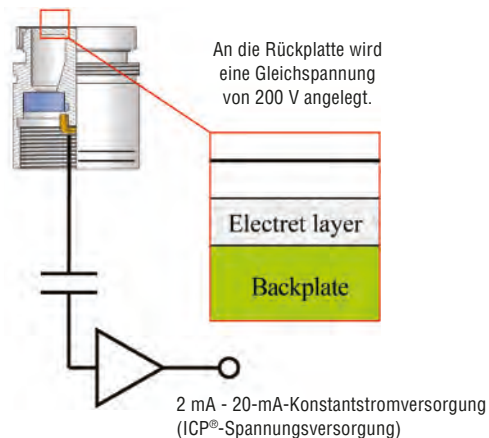 An die Rückplatte wird
eine Gleichspannung
von 200 V angelegt.
Electret layer
Backplate
2 mA - 20-mA-Konstantstromversorgung
(ICP®-Spannungsversorgung)